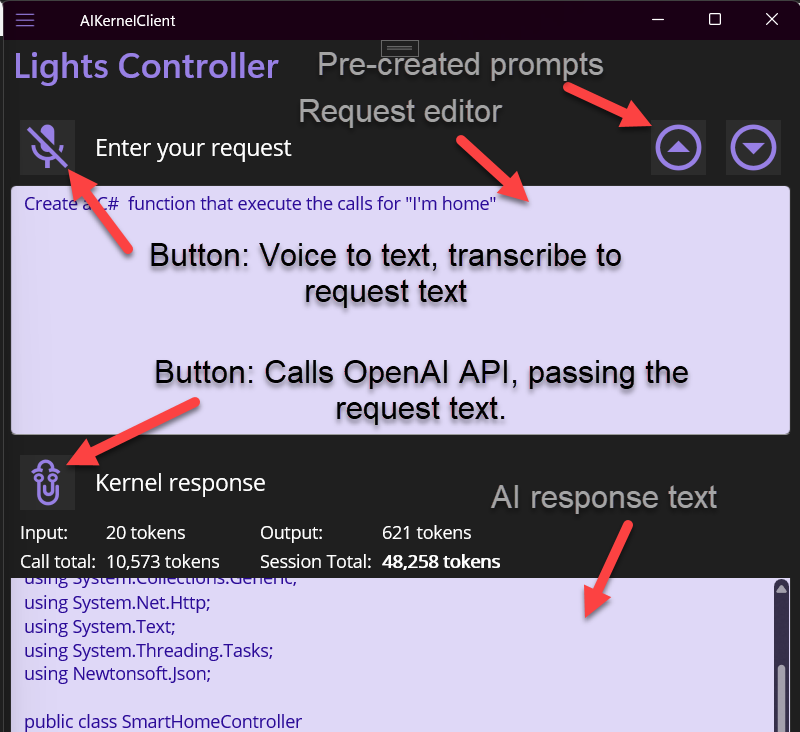 AIKernelClient
Lights Controller
Pre-created prompts
Request editor
Enter your request
Create a C#  function that execute the calls for "I'm home"
Button: Voice to text, transcribe to
request text
Button: Calls OpenAI API, passing the
request text.
Kernel response
AI response text
Input: 20 tokens Output: 621 tokens
Call total: 10,573 tokens Session Total: 48,258 tokens
using System.Collections.Generic;
using System.Net.Http;
using System.Text;
using System.Threading.Tasks;
using Newtonsoft.Json;
public class SmartHomeController